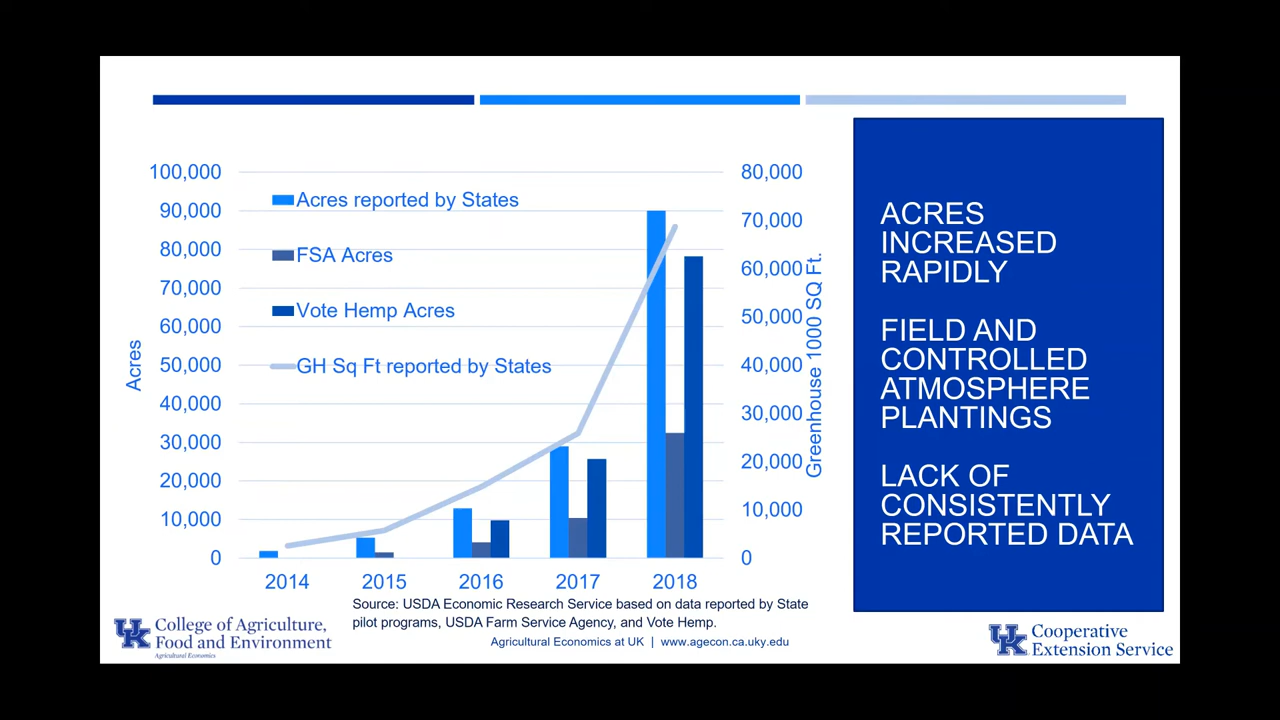 100,000
90,000
80,000
70,000
60,000
50,000
40,000
30,000
20,000
10,000
0
Acres
Acres reported by States
FSA Acres
Vote Hemp Acres
GH Sq Ft reported by States
80,000
70,000
60,000
50,000
40,000
30,000
20,000
10,000
0
Greenhouse 1000 SQ Ft.
2014 2015 2016 2017 2018
Source: USDA Economic Research Service based on data reported by State
pilot programs, USDA Farm Service Agency, and Vote Hemp.
Agricultural Economics at UK | www.agecon.ca.uky.edu
ACRES
INCREASED
RAPIDLY
FIELD AND
CONTROLLED
ATMOSPHERE
PLANTINGS
LACK OF
CONSISTENTLY
REPORTED DATA
UK College of Agriculture,
Food and Environment
Agricultural Economics
UK Cooperative
Extension Service